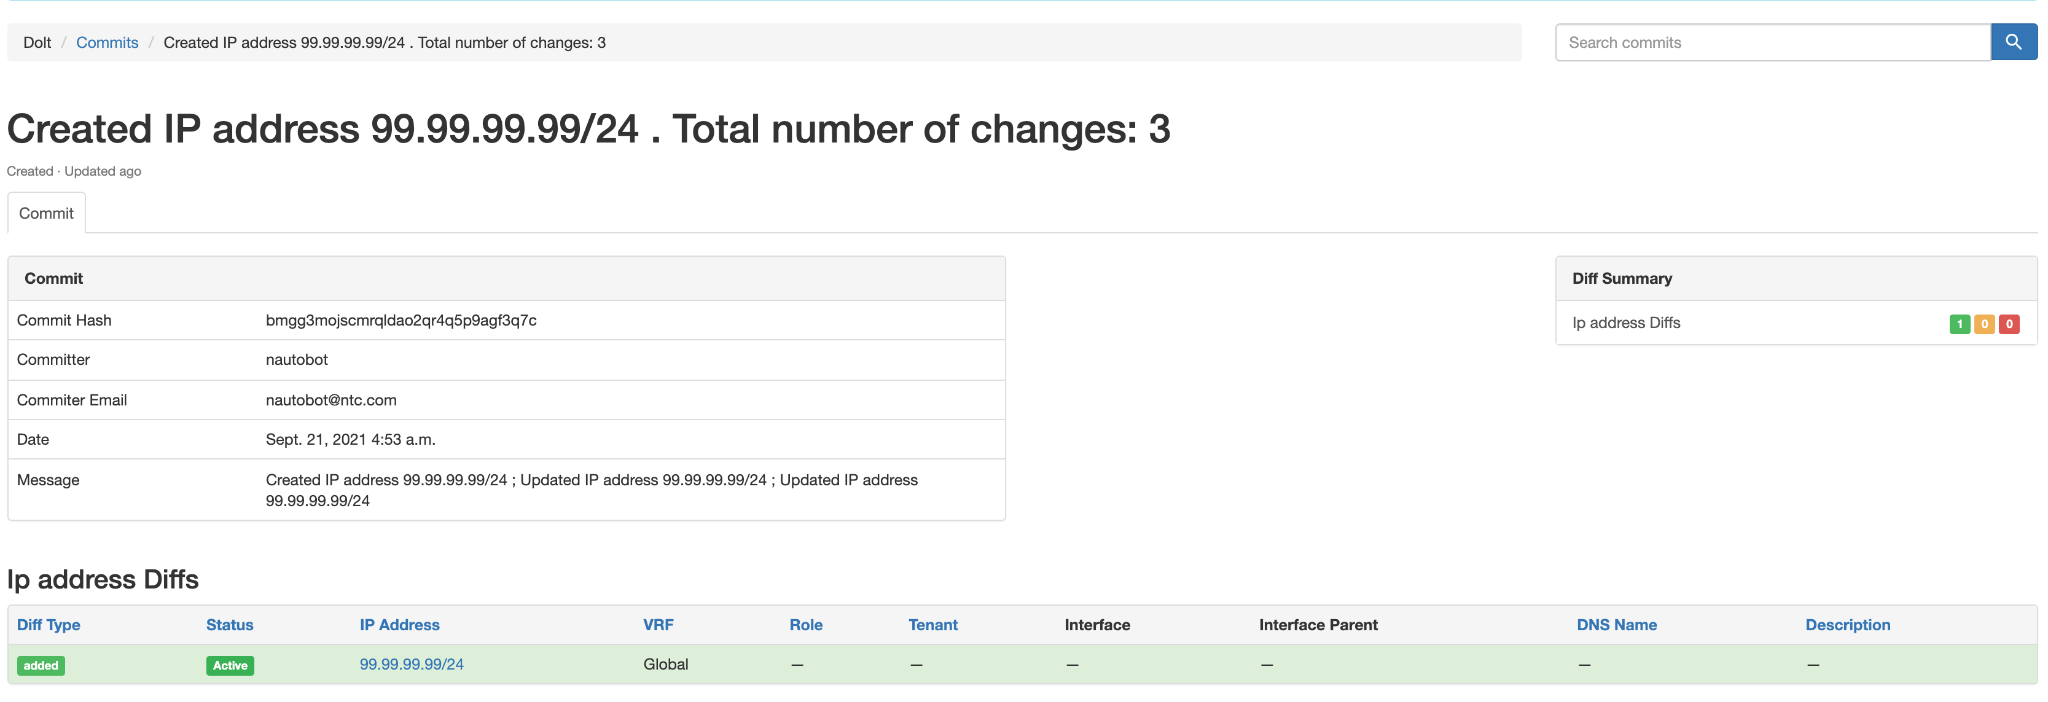 Dolt / Commits / Created IP address 99.99.99.99/24 . Total number of changes: 3
Search commits
Created IP address 99.99.99.99/24 . Total number of changes: 3
Created · Updated ago
Commit
Commit
Commit Hash bmgg3mojscmrqldao2qr4q5p9agf3q7c
Committer nautobot
Commiter Email nautobot@ntc.com
Date Sept. 21, 2021 4:53 a.m.
Message Created IP address 99.99.99.99/24 ; Updated IP address 99.99.99.99/24 ; Updated IP address
99.99.99.99/24
Diff Summary
Ip address Diffs 1 0 0
Ip address Diffs
Diff Type Status IP Address VRF Role Tenant Interface Interface Parent DNS Name Description
added Active 99.99.99.99/24 Global — — — — — —